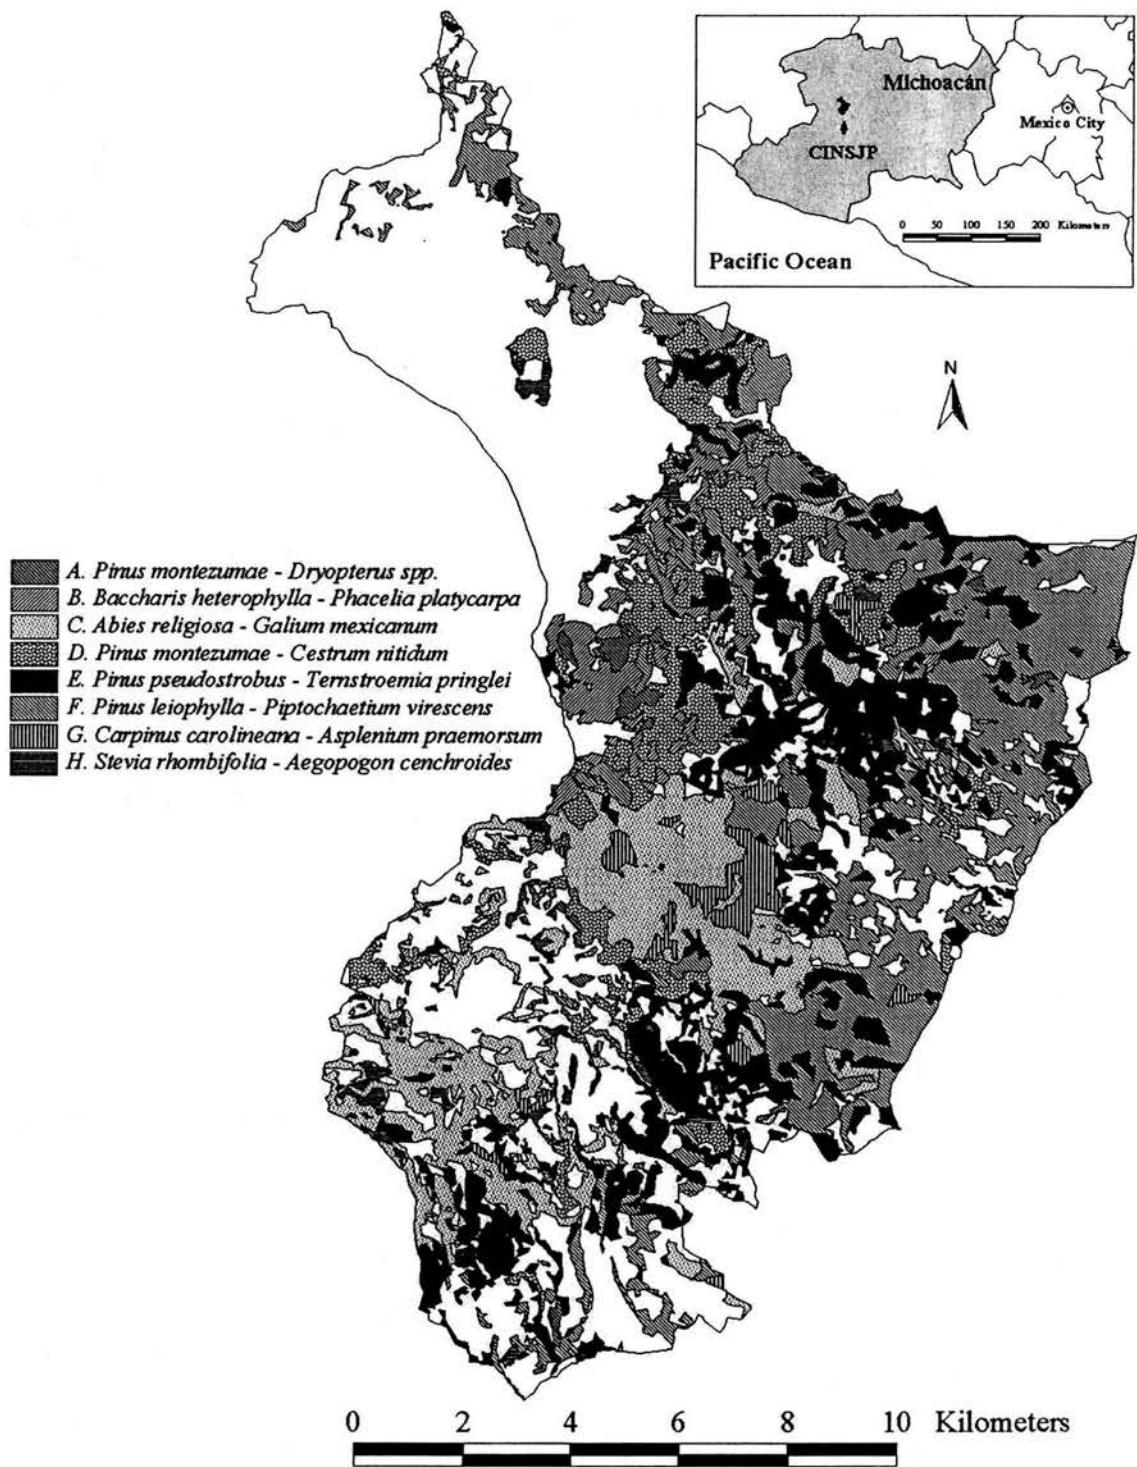 Michoacán
Mexico City
CINSJP
0 50 100 150 200 Kilometers
Pacific Ocean
N
A. Pinus montezumae - Dryopterus spp.
B. Baccharis heterophylla - Phacelia platycarpa
C. Abies religiosa - Galium mexicanum
D. Pinus montezumae - Cestrum nitidum
E. Pinus pseudostrobus - Ternstroemia pringlei
F. Pinus leiophylla - Piptochaetium virescens
G. Carpinus carolineana - Asplenium praemorsum
H. Stevia rhombifolia - Aegopogon cenchroides
0 2 4 6 8 10 Kilometers